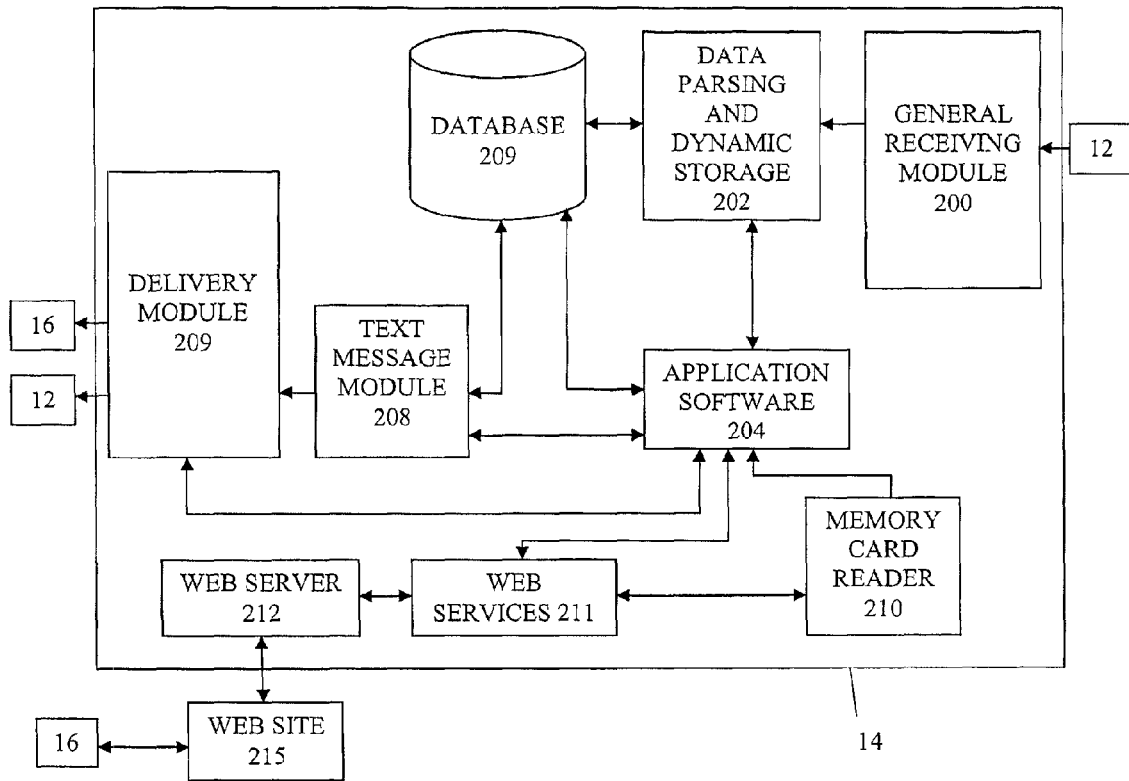 DATABASE
209
DATA
PARSING
AND
DYNAMIC
STORAGE
202
GENERAL
RECEIVING
MODULE
200
12
DELIVERY
MODULE
209
16
12
TEXT
MESSAGE
MODULE
208
APPLICATION
SOFTWARE
204
MEMORY
CARD
READER
210
WEB SERVER
212
WEB
SERVICES 211
WEB SITE
215
16
14